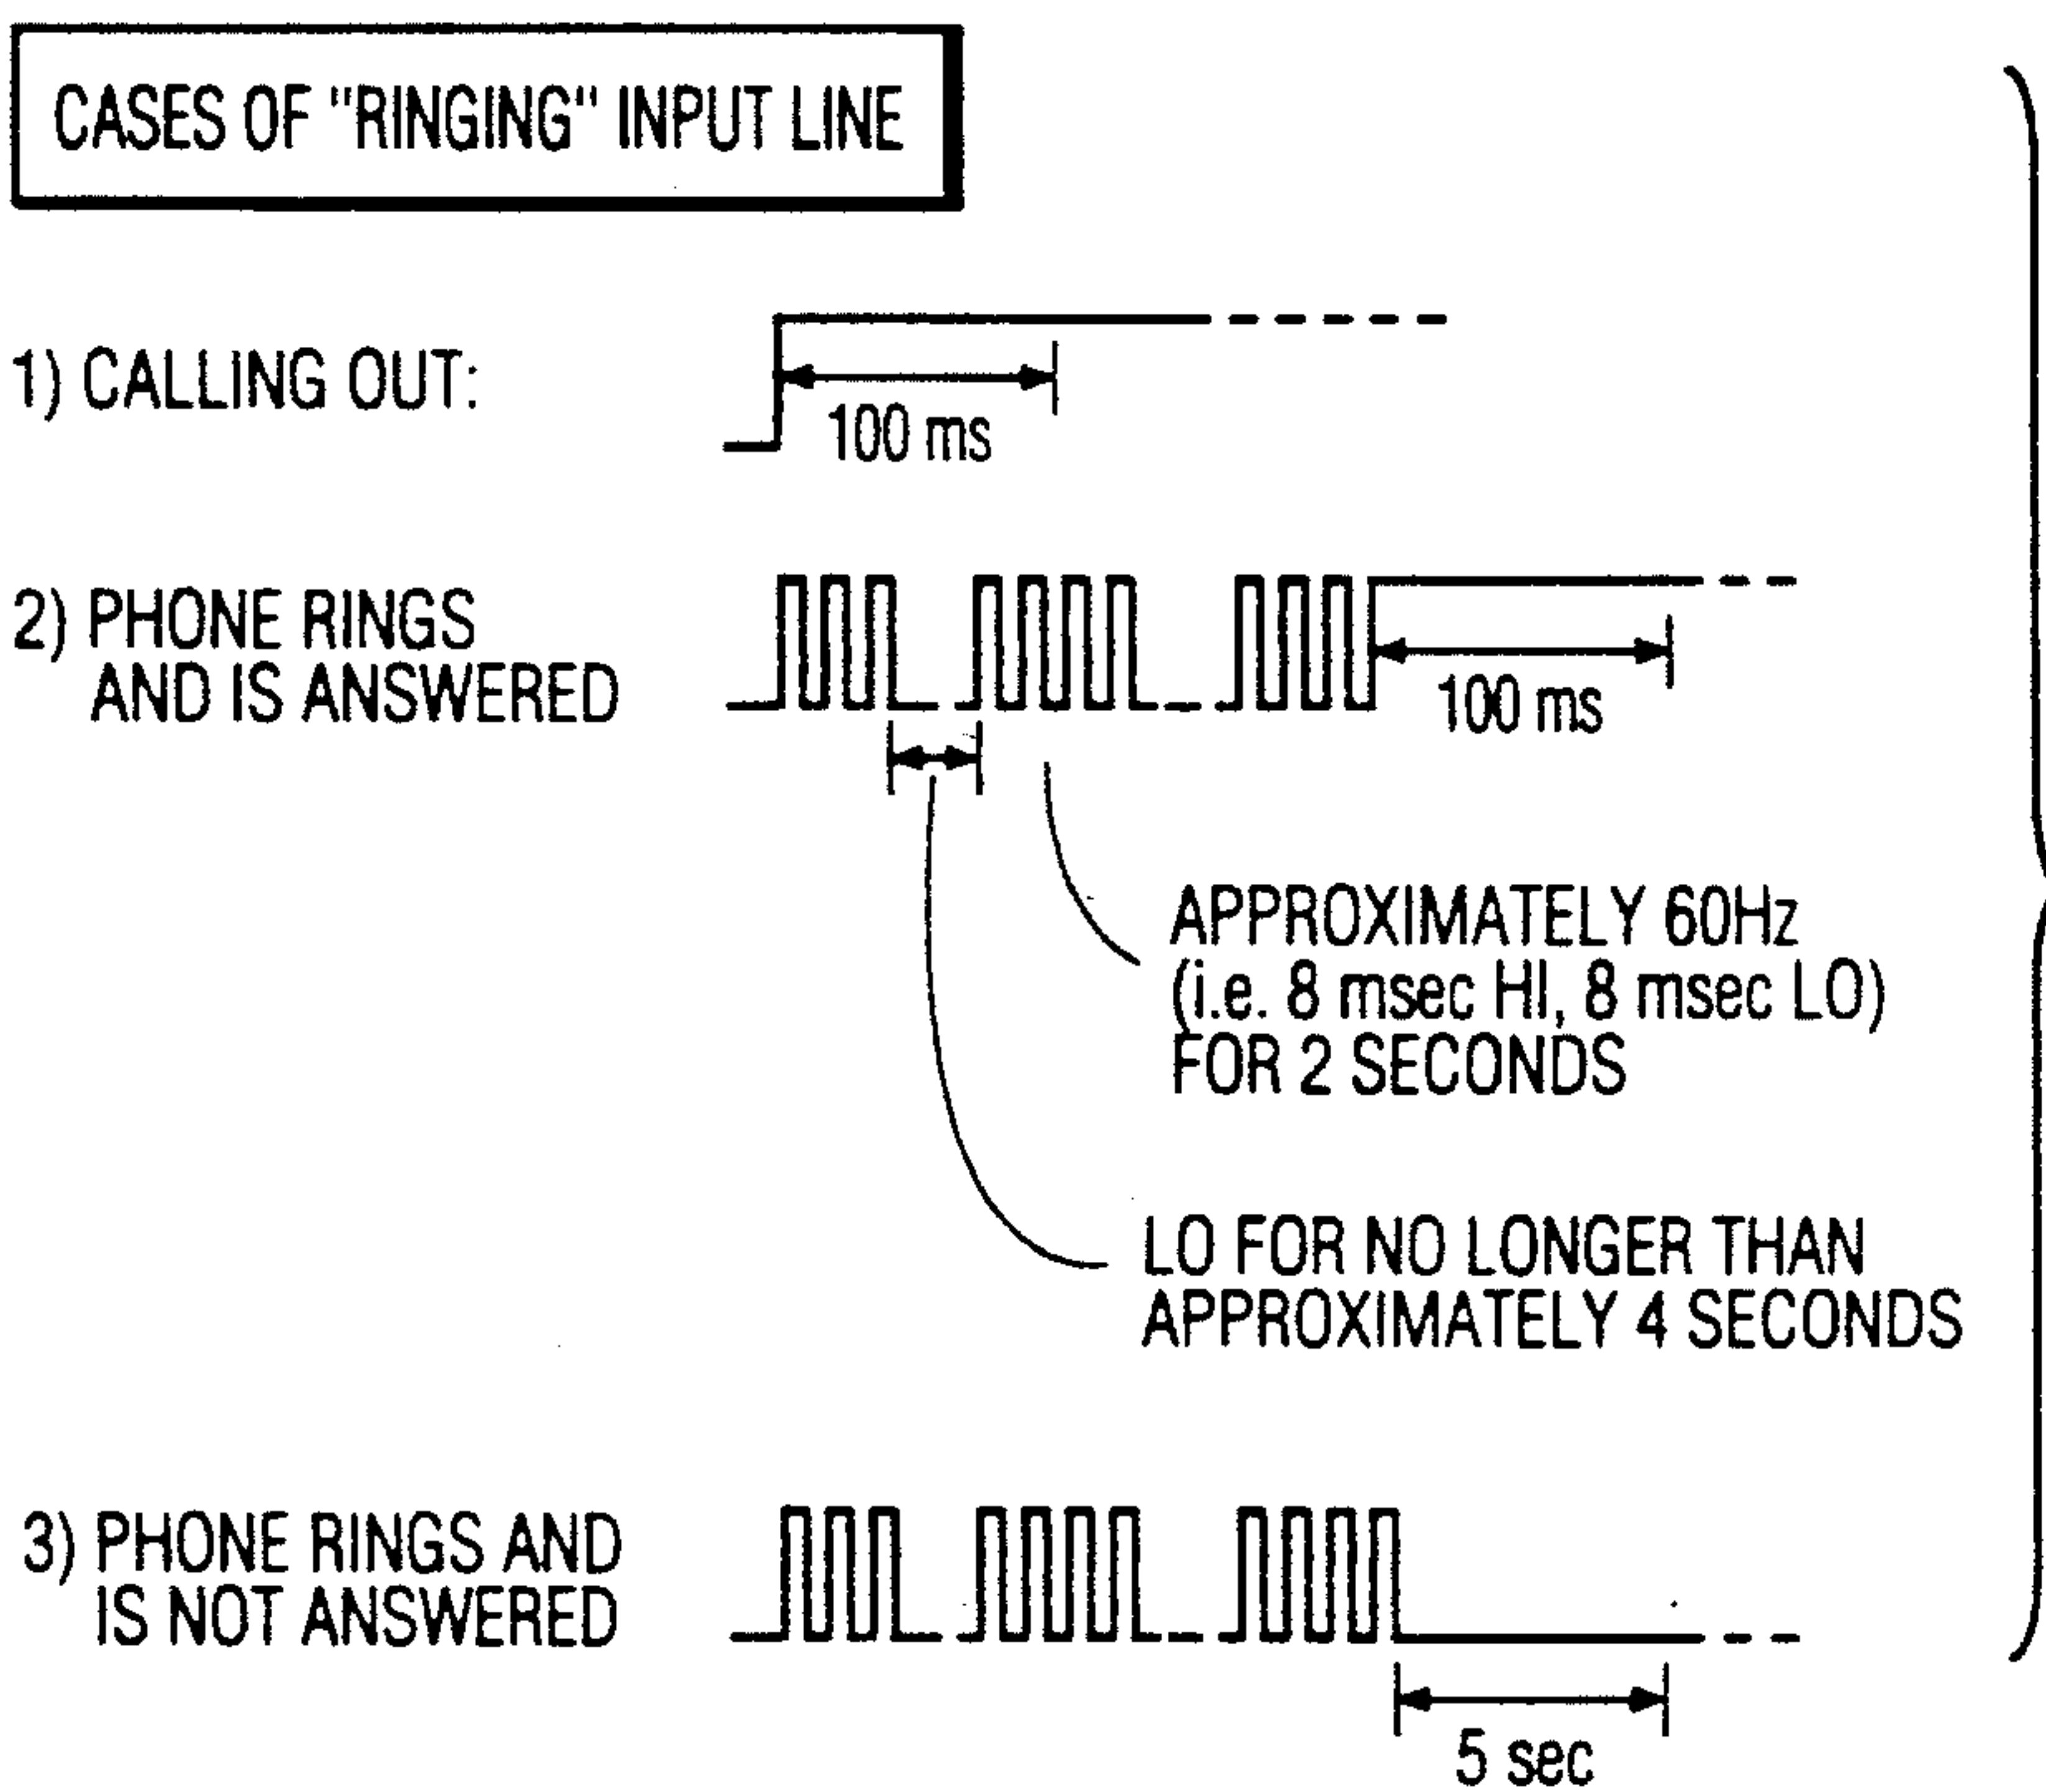 CASES OF "RINGING" INPUT LINE
1) CALLING OUT:
100 ms
2) PHONE RINGS
AND IS ANSWERED
100 ms
APPROXIMATELY 60Hz
(i.e. 8 msec HI, 8 msec LO)
FOR 2 SECONDS
LO FOR NO LONGER THAN
APPROXIMATELY 4 SECONDS
3) PHONE RINGS AND
IS NOT ANSWERED
5 sec